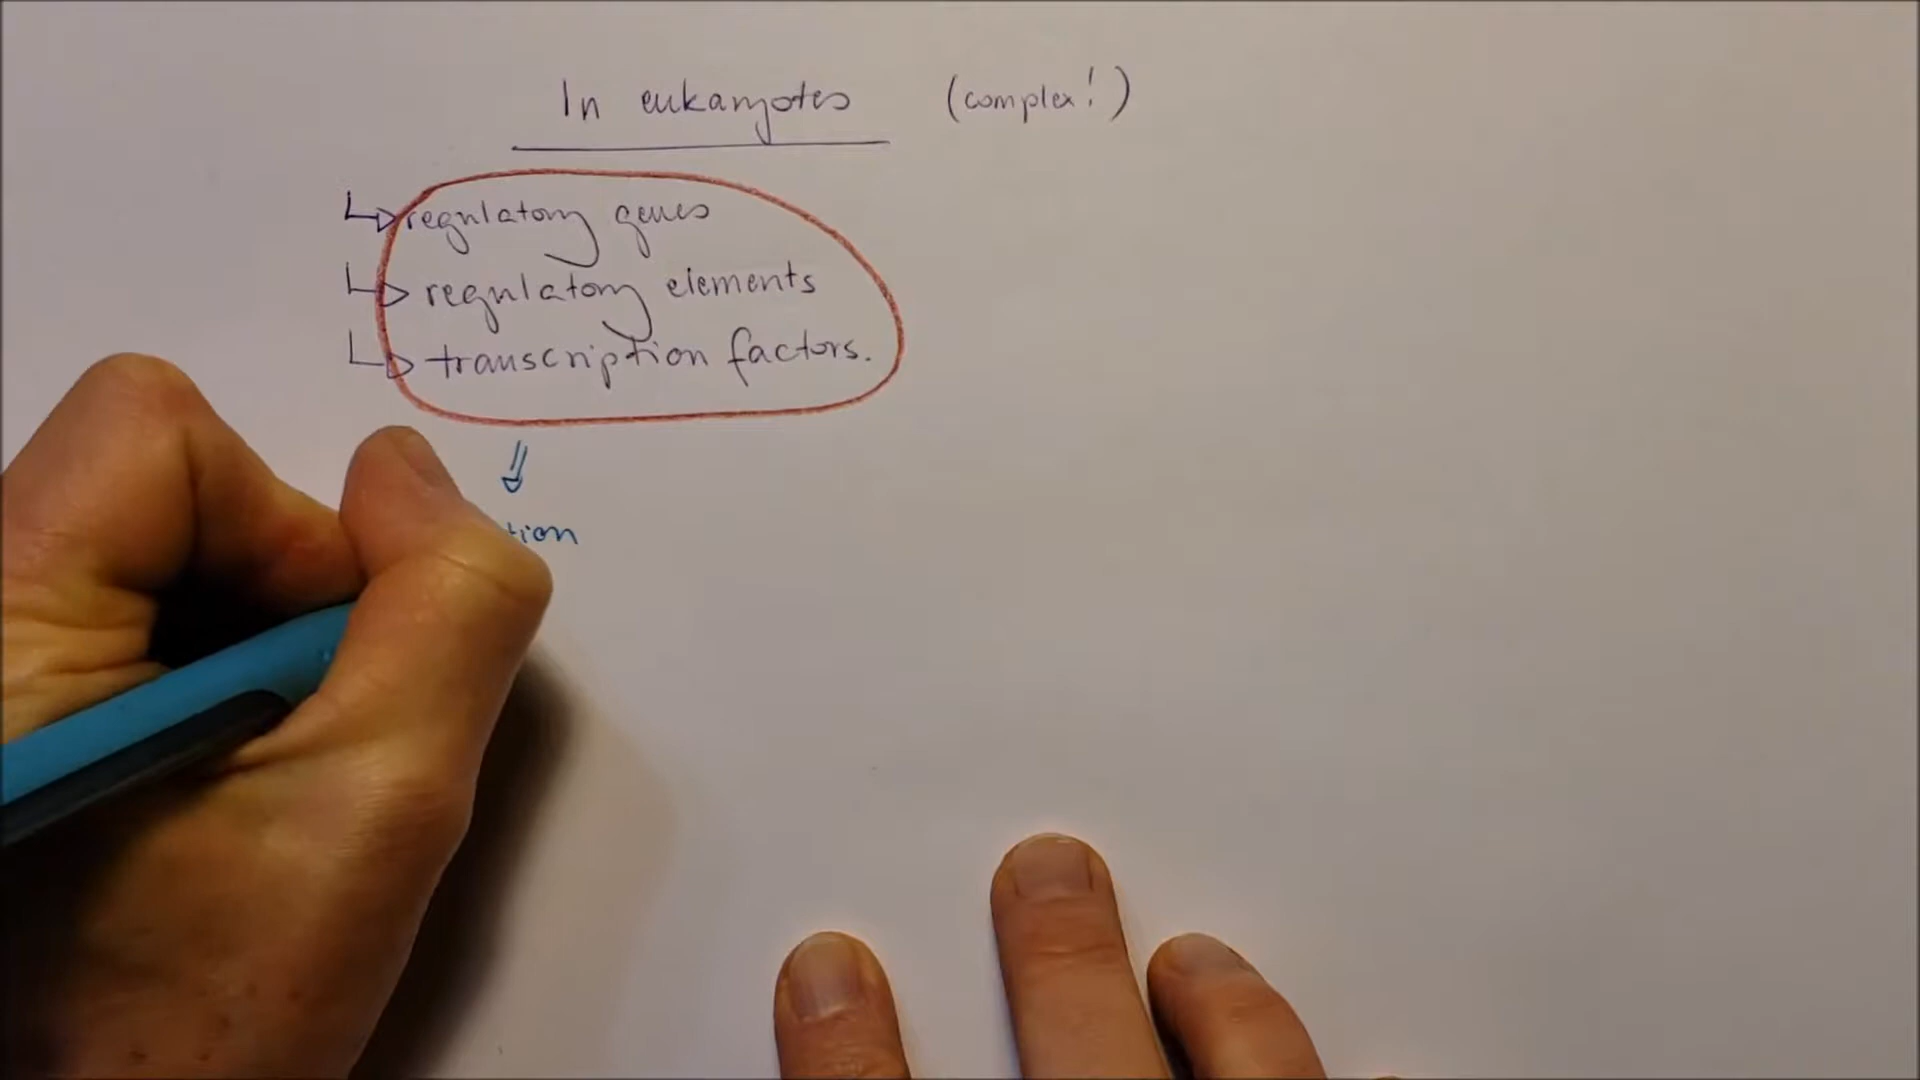 In eukaryotes (complex!)
regulatory genes
regulatory elements
transcription factors.